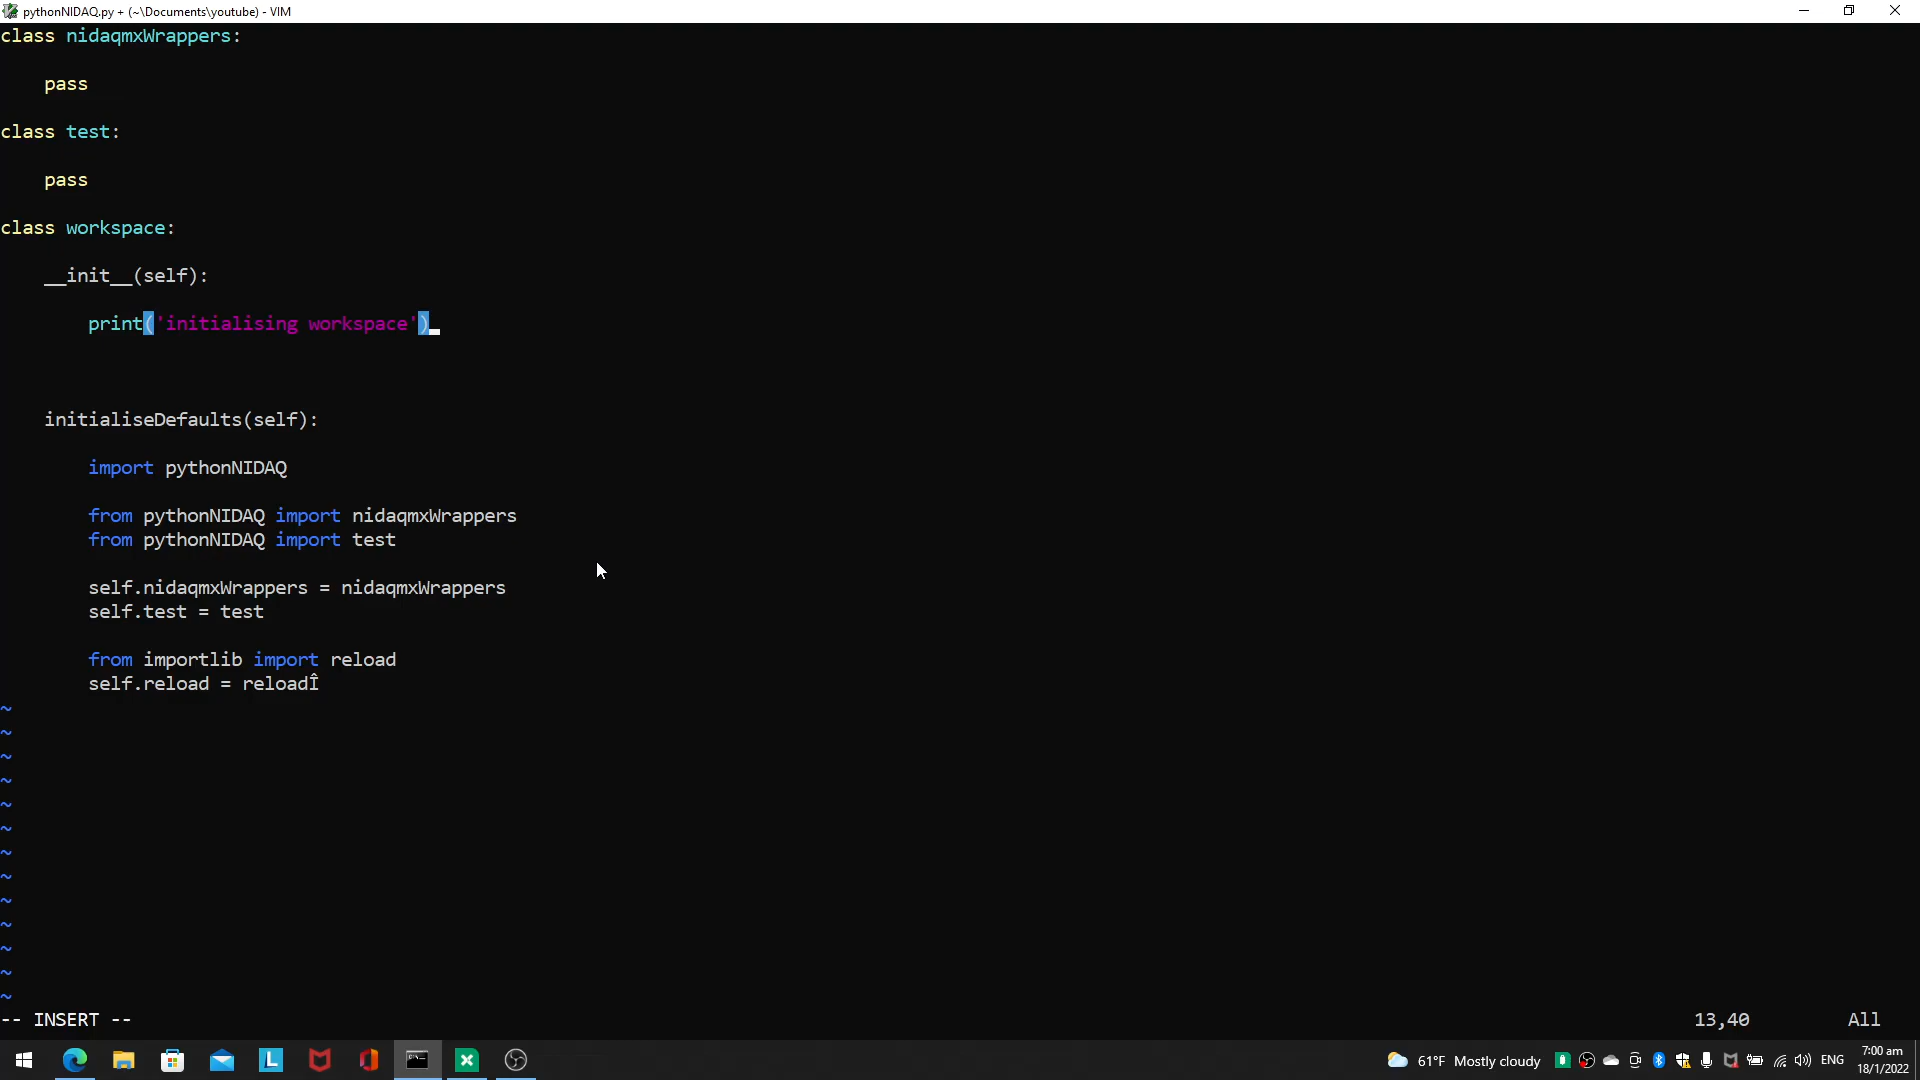 pythonNIDAQ.py + (~\Documents\youtube) - VIM
class nidaqmxWrappers:
pass
class test:
pass
class workspace:
__init__(self):
print('initialising workspace')
initialiseDefaults(self):
import pythonNIDAQ
from pythonNIDAQ import nidaqmxWrappers
from pythonNIDAQ import test
self.nidaqmxWrappers = nidaqmxWrappers
self.test = test
from importlib import reload
self.reload = reloadÎ
~
~
~
~
~
~
~
~
~
~
~
~
~
-- INSERT --
13,40
All
L
61°F Mostly cloudy
ENG
7:00 am
18/1/2022